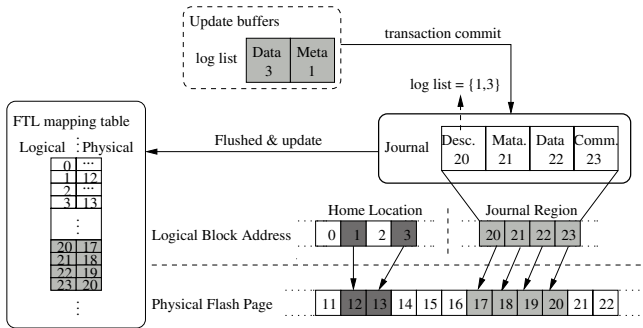 Update buffers
log list
Data Meta
3 1
transaction commit
log list = {1,3}
FTL mapping table
Logical Physical
0 ...
1 12
2 ...
3 13
20 17
21 18
22 19
23 20
Flushed & update
Journal
Desc. Mata. Data Comm.
20 21 22 23
Home Location
Journal Region
Logical Block Address
0 1 2 3
20 21 22 23
Physical Flash Page
11 12 13 14 15 16 17 18 19 20 21 22